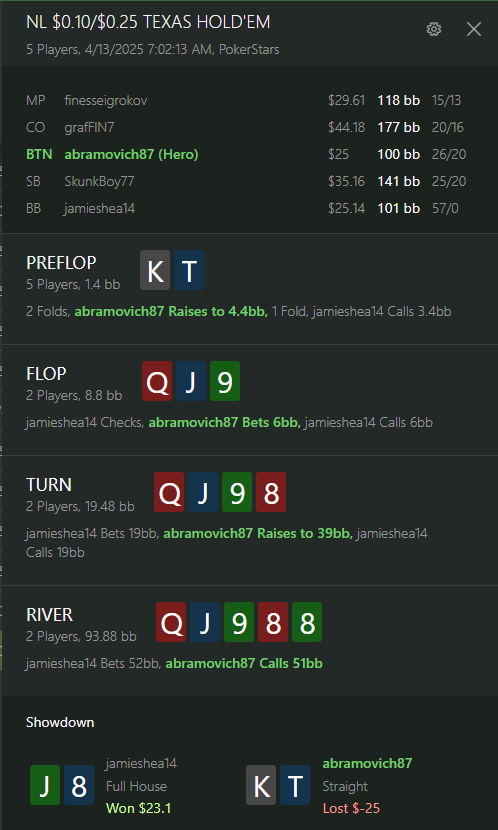 NL $0.10/$0.25 TEXAS HOLD'EM
5 Players, 4/13/2025 7:02:13 AM, PokerStars
MP finesseigrokov $29.61 118 bb 15/13
CO grafFIN7 $44.18 177 bb 20/16
BTN abramovich87 (Hero) $25 100 bb 26/20
SB SkunkBoy77 $35.16 141 bb 25/20
BB jamieshea14 $25.14 101 bb 57/0
PREFLOP K T
5 Players, 1.4 bb
2 Folds, abramovich87 Raises to 4.4bb, 1 Fold, jamieshea14 Calls 3.4bb
FLOP Q J 9
2 Players, 8.8 bb
jamieshea14 Checks, abramovich87 Bets 6bb, jamieshea14 Calls 6bb
TURN Q J 9 8
2 Players, 19.48 bb
jamieshea14 Bets 19bb, abramovich87 Raises to 39bb, jamieshea14
Calls 19bb
RIVER Q J 9 8 8
2 Players, 93.88 bb
jamieshea14 Bets 52bb, abramovich87 Calls 51bb
Showdown
J 8 jamieshea14 K T abramovich87
Full House Straight
Won $23.1 Lost $-25